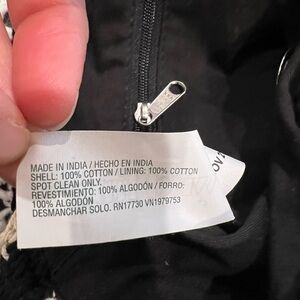 MADE IN INDIA / HECHO EN INDIA
SHELL: 100% COTTON / LINING: 100% COTTON
SPOT CLEAN ONLY.
REVESTIMIENTO: 100% ALGODÓN / FORRO:
100% ALGODÓN
DESMANCHAR SOLO. RN17730 VN1979753